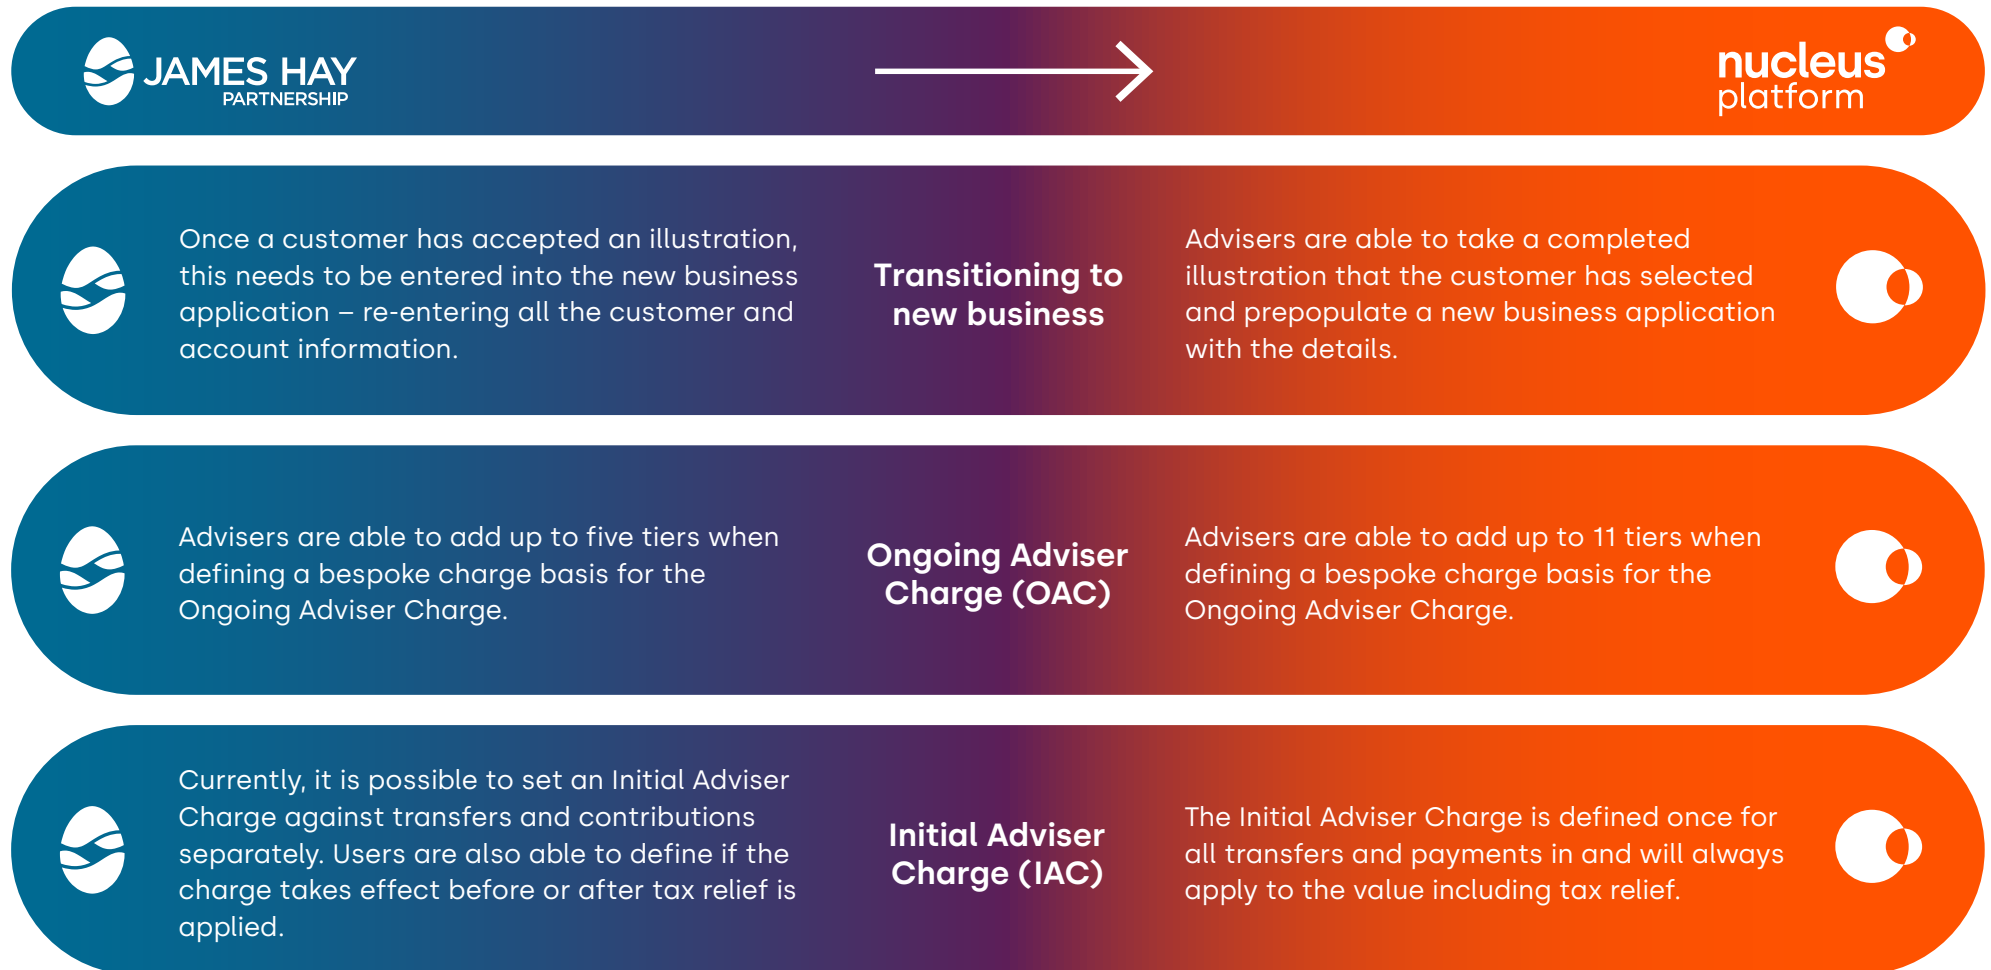 JAMES HAY
PARTNERSHIP
nucleus
platform
Once a customer has accepted an illustration,
this needs to be entered into the new business
application – re-entering all the customer and
account information.
Transitioning to
new business
Advisers are able to take a completed
illustration that the customer has selected
and prepopulate a new business application
with the details.
Advisers are able to add up to five tiers when
defining a bespoke charge basis for the
Ongoing Adviser Charge.
Ongoing Adviser
Charge (OAC)
Advisers are able to add up to 11 tiers when
defining a bespoke charge basis for the
Ongoing Adviser Charge.
Currently, it is possible to set an Initial Adviser
Charge against transfers and contributions
separately. Users are also able to define if the
charge takes effect before or after tax relief is
applied.
Initial Adviser
Charge (IAC)
The Initial Adviser Charge is defined once for
all transfers and payments in and will always
apply to the value including tax relief.